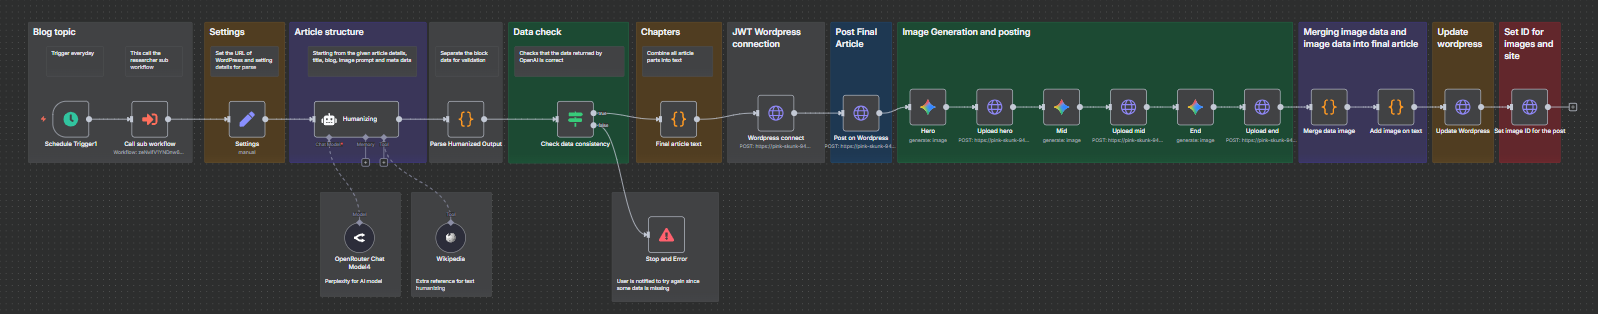 Blog topic
Trigger everyday
This call the
researcher sub
workflow
Schedule Trigger1
Call sub workflow
Settings
Set the URL of
WordPress and setting
details for parse
Settings
manual
Article structure
Starting from the given article details,
title, blog, image prompt and meta data
Humanizing
Chat Model*
Memory
Tool
Separate the block
data for validation
Parse Humanized Output
Data check
Checks that the data returned by
OpenAI is correct
true
false
Check data consistency
Chapters
Combine all article
parts into text
Final article text
JWT Wordpress
connection
Wordpress connect
POST: https://pink-skunk-94...
Post Final
Article
Post on Wordpress
POST: https://pink-skunk-94...
Image Generation and posting
Hero
generate: image
Upload hero
POST: https://pink-skunk-94...
Mid
generate: image
Upload mid
POST: https://pink-skunk-94...
End
generate: image
Upload end
POST: https://pink-skunk-94...
Merging image data and
image data into final article
Merge data image
Add image on text
Update
wordpress
Update Wordpress
Set ID for
images and
site
Set image ID for the post
Model
OpenRouter Chat
Model4
Perplexity for AI model
Tool
Wikipedia
Extra reference for text
humanizing
Stop and Error
User is notified to try again since
some data is missing